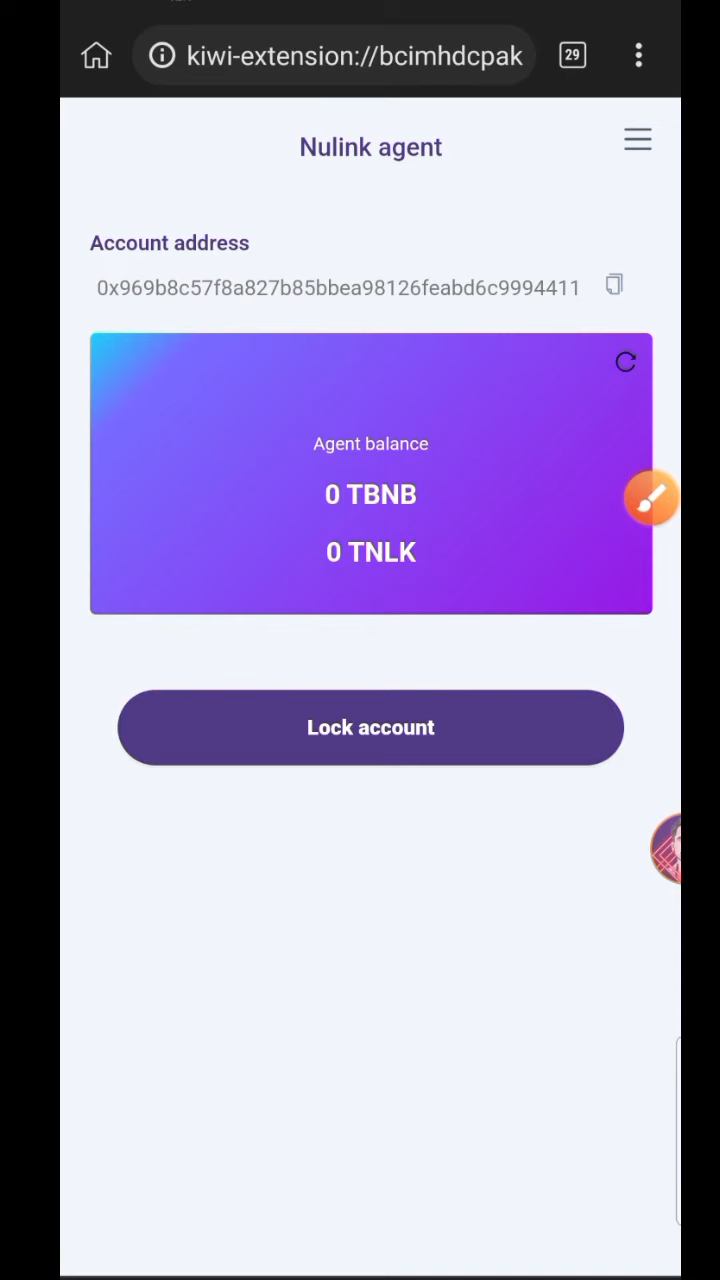 kiwi-extension://bcimhdcpak
29
Nulink agent
Account address
0x969b8c57f8a827b85bbea98126feabd6c9994411
Agent balance
0 TBNB
0 TNLK
Lock account